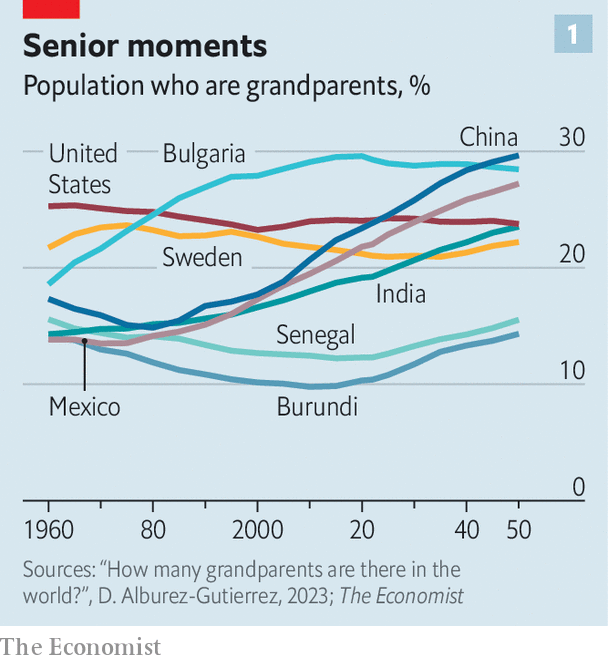 Senior moments
1
Population who are grandparents, %
China
30
United
States
Bulgaria
Sweden
20
India
Senegal
10
Mexico
Burundi
0
1960 80 2000 20 40 50
Sources: “How many grandparents are there in the
world?”, D. Alburez-Gutierrez, 2023; The Economist
The Economist